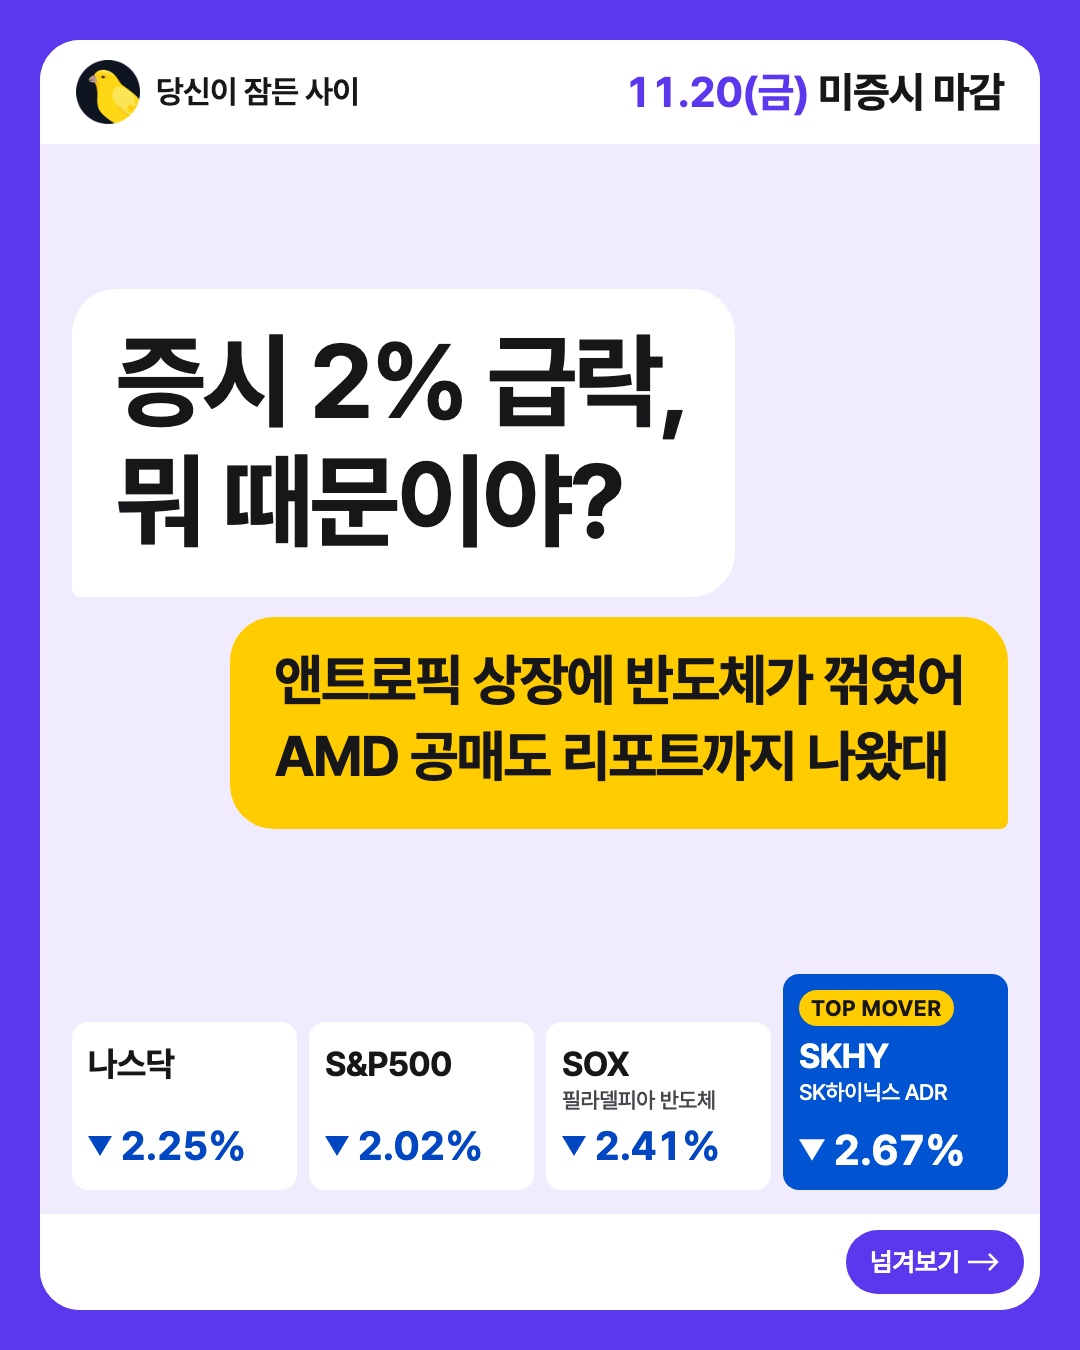 당신이 잠든 사이
11.20(금) 미증시 마감
증시 2% 급락,
뭐 때문이야?
앤트로픽 상장에 반도체가 꺾였어
AMD 공매도 리포트까지 나왔대
나스닥
▼ 2.25%
S&P500
▼ 2.02%
SOX
필라델피아 반도체
▼ 2.41%
TOP MOVER
SKHY
SK하이닉스 ADR
▼ 2.67%
넘겨보기 →